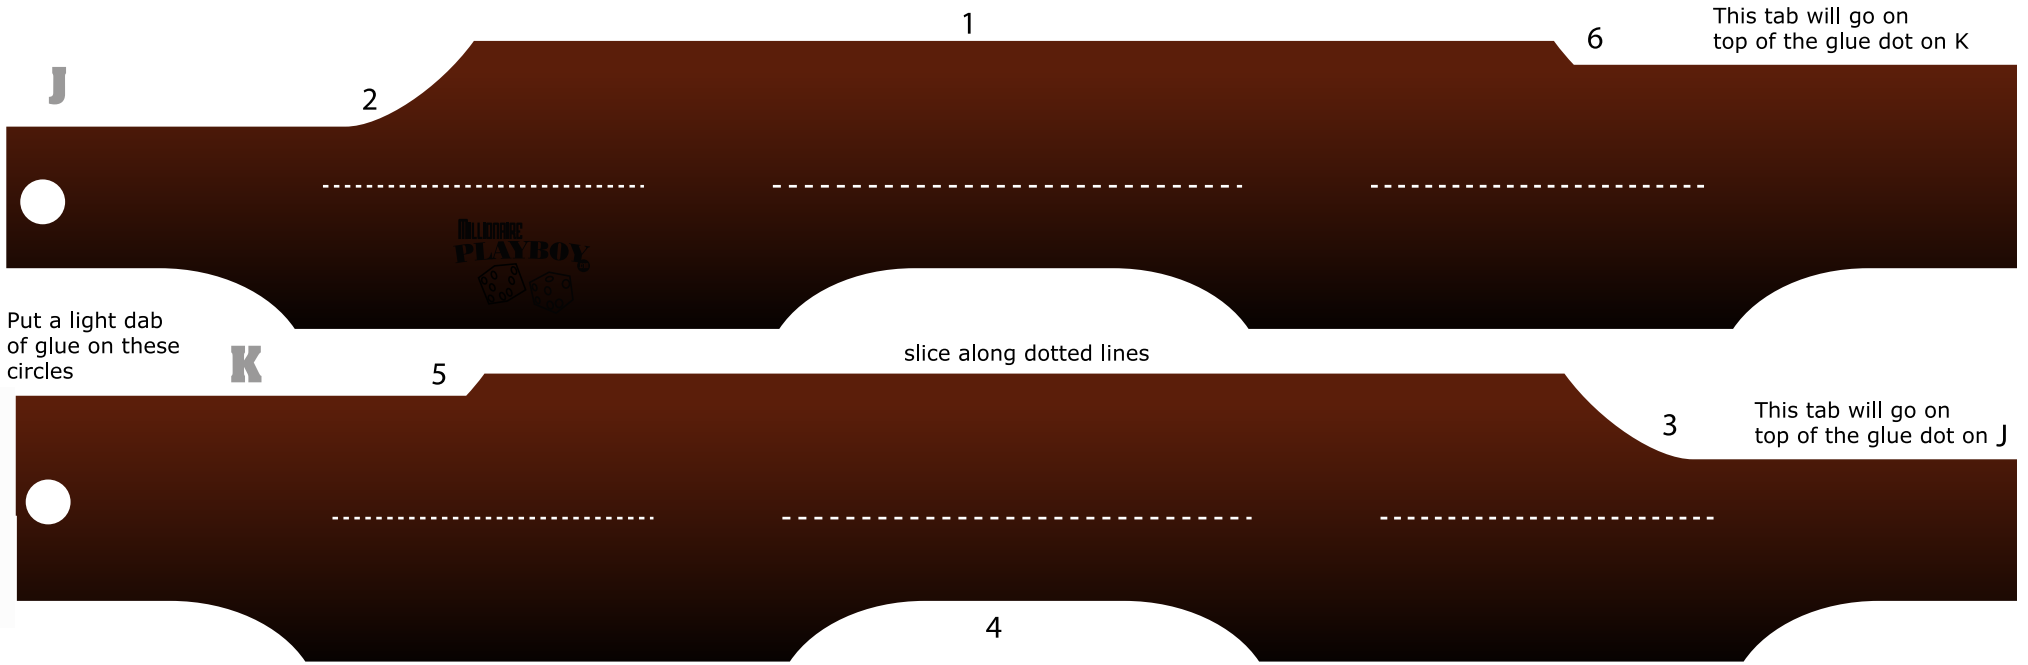 1
6
This tab will go on
top of the glue dot on K
J
2
MILLIONAIRE
PLAYBOY
Put a light dab
of glue on these
circles
K
5
slice along dotted lines
3
This tab will go on
top of the glue dot on J
4